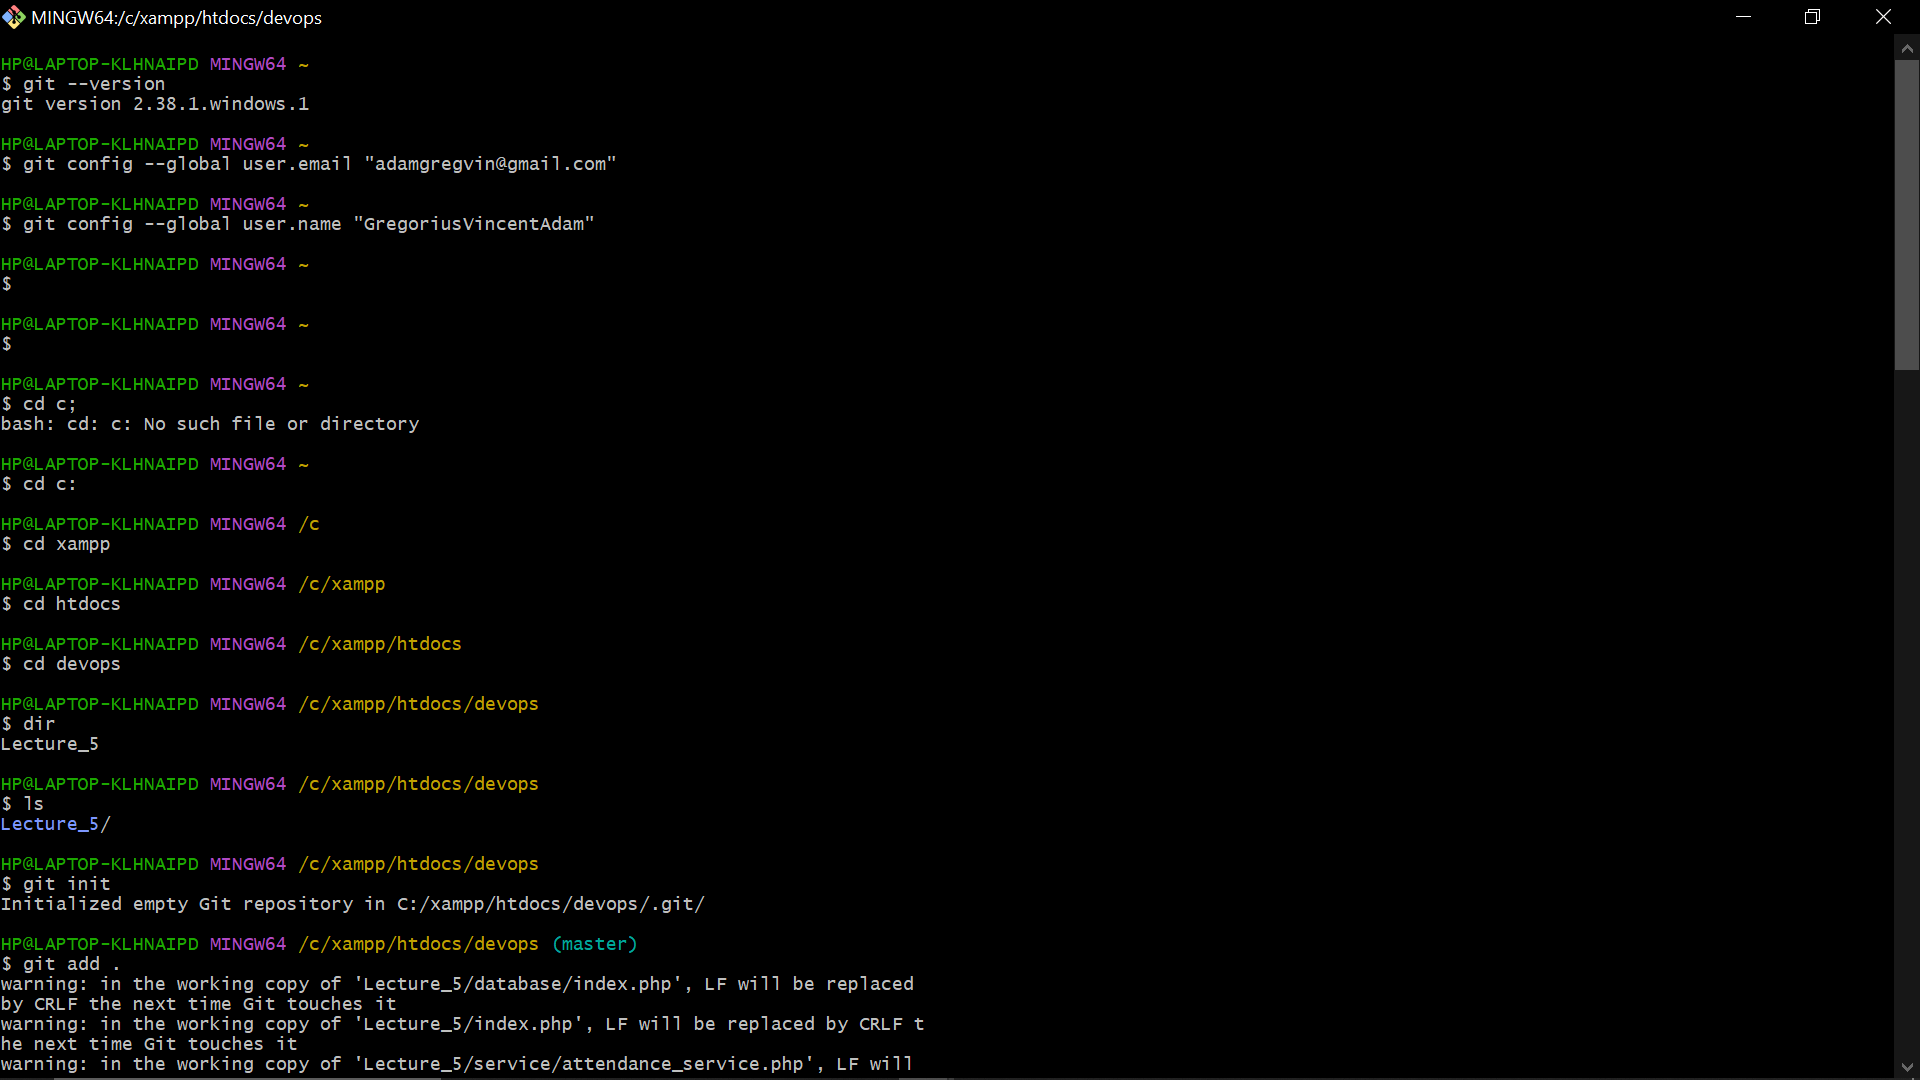 MINGW64:/c/xampp/htdocs/devops
HP@LAPTOP-KLHNAIPD MINGW64 ~
$ git --version
git version 2.38.1.windows.1
HP@LAPTOP-KLHNAIPD MINGW64 ~
$ git config --global user.email "adamgregvin@gmail.com"
HP@LAPTOP-KLHNAIPD MINGW64 ~
$ git config --global user.name "GregoriusVincentAdam"
HP@LAPTOP-KLHNAIPD MINGW64 ~
$
HP@LAPTOP-KLHNAIPD MINGW64 ~
$
HP@LAPTOP-KLHNAIPD MINGW64 ~
$ cd c;
bash: cd: c: No such file or directory
HP@LAPTOP-KLHNAIPD MINGW64 ~
$ cd c:
HP@LAPTOP-KLHNAIPD MINGW64 /c
$ cd xampp
HP@LAPTOP-KLHNAIPD MINGW64 /c/xampp
$ cd htdocs
HP@LAPTOP-KLHNAIPD MINGW64 /c/xampp/htdocs
$ cd devops
HP@LAPTOP-KLHNAIPD MINGW64 /c/xampp/htdocs/devops
$ dir
Lecture_5
HP@LAPTOP-KLHNAIPD MINGW64 /c/xampp/htdocs/devops
$ ls
Lecture_5/
HP@LAPTOP-KLHNAIPD MINGW64 /c/xampp/htdocs/devops
$ git init
Initialized empty Git repository in C:/xampp/htdocs/devops/.git/
HP@LAPTOP-KLHNAIPD MINGW64 /c/xampp/htdocs/devops (master)
$ git add .
warning: in the working copy of 'Lecture_5/database/index.php', LF will be replaced
by CRLF the next time Git touches it
warning: in the working copy of 'Lecture_5/index.php', LF will be replaced by CRLF t
he next time Git touches it
warning: in the working copy of 'Lecture_5/service/attendance_service.php', LF will